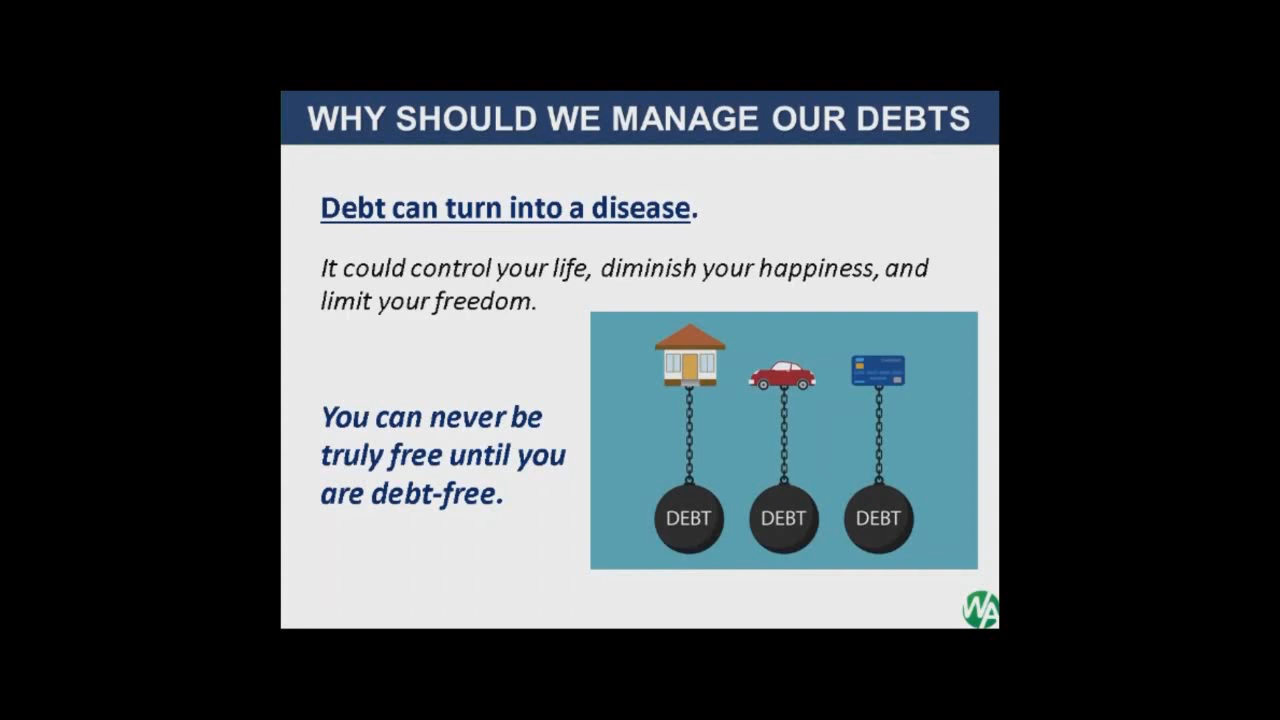 WHY SHOULD WE MANAGE OUR DEBTS
Debt can turn into a disease.
It could control your life, diminish your happiness, and
limit your freedom.
You can never be
truly free until you
are debt-free.
DEBT DEBT DEBT
WA